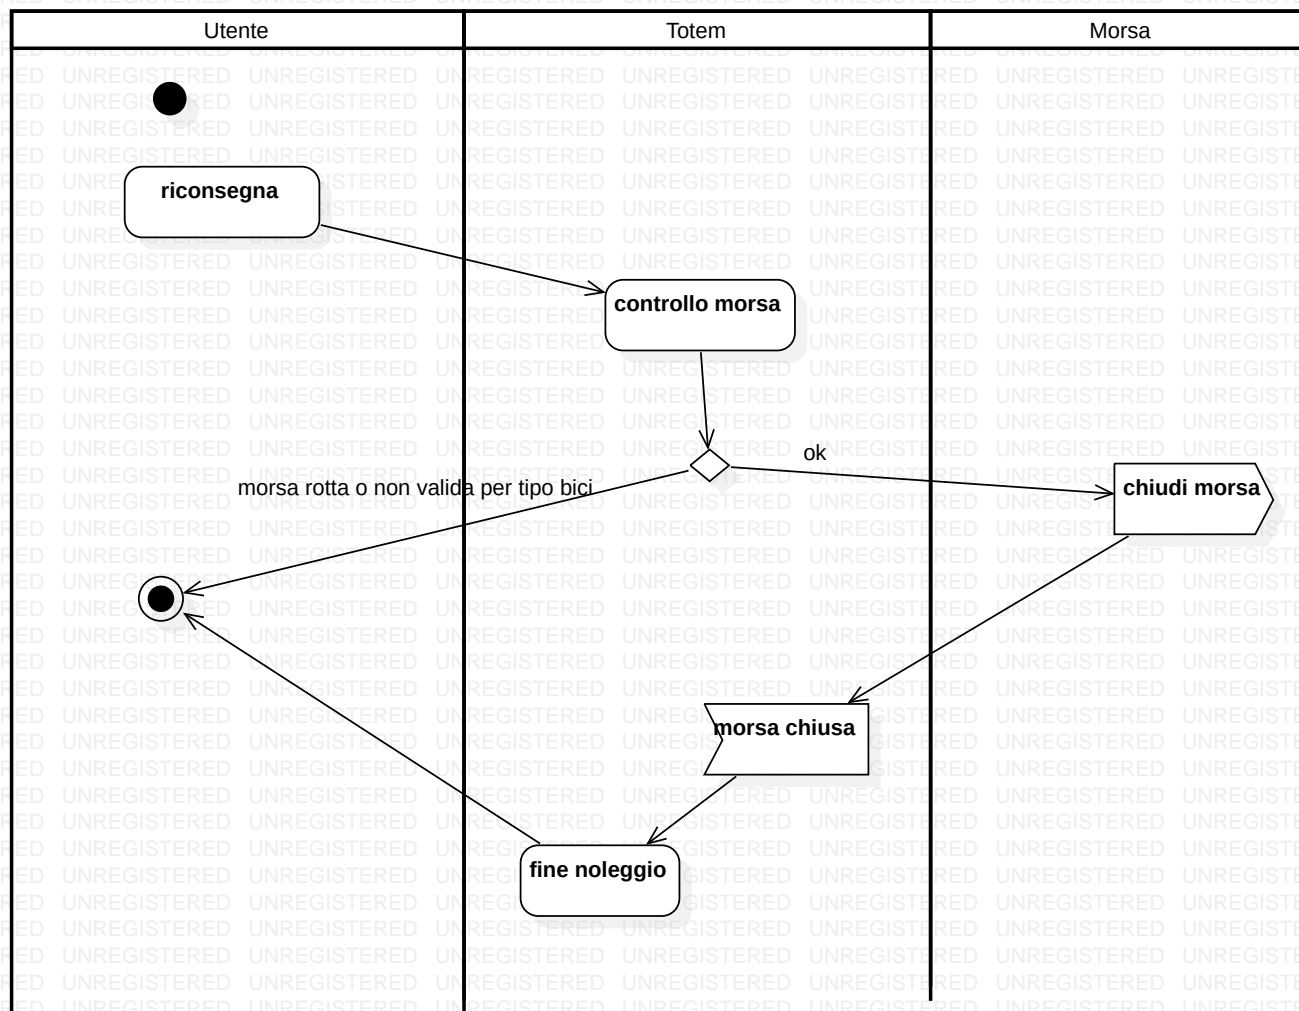 Utente
Totem
Morsa
riconsegna
controllo morsa
ok
morsa rotta o non valida per tipo bici
chiudi morsa
morsa chiusa
fine noleggio
UNREGISTERED